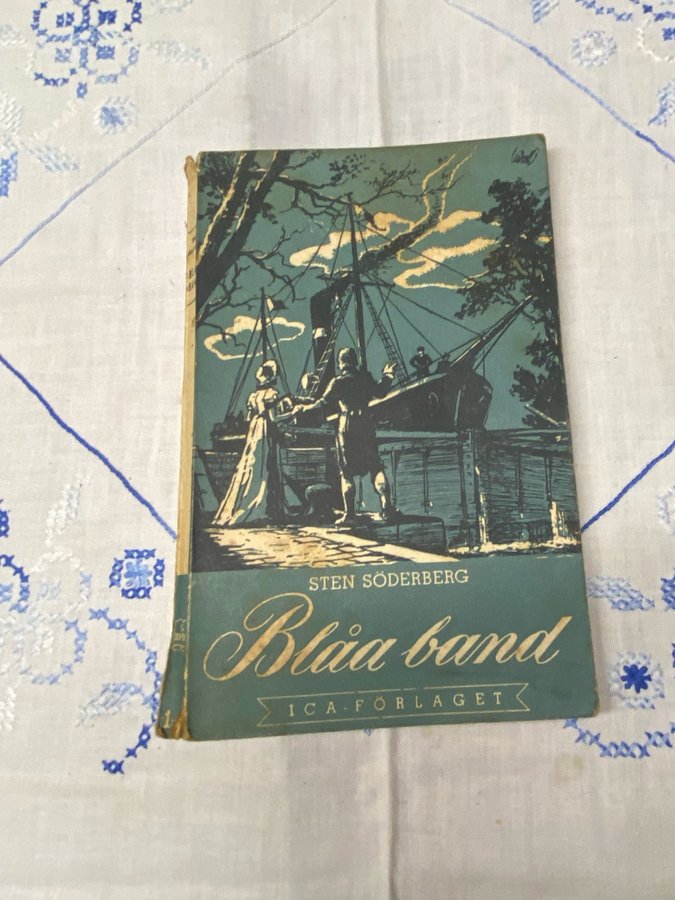 STEN SÖDERBERG
Blåa band
ICA-FÖRLAGET